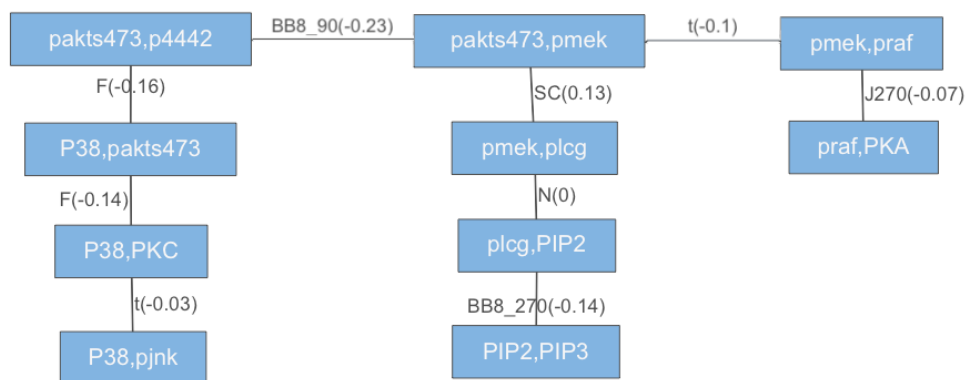 pakts473,p4442
BB8_90(-0.23)
pakts473,pmek
t(-0.1)
pmek,praf
F(-0.16)
SC(0.13)
J270(-0.07)
P38,pakts473
pmek,plcg
praf,PKA
F(-0.14)
N(0)
P38,PKC
plcg,PIP2
t(-0.03)
BB8_270(-0.14)
P38,pjnk
PIP2,PIP3